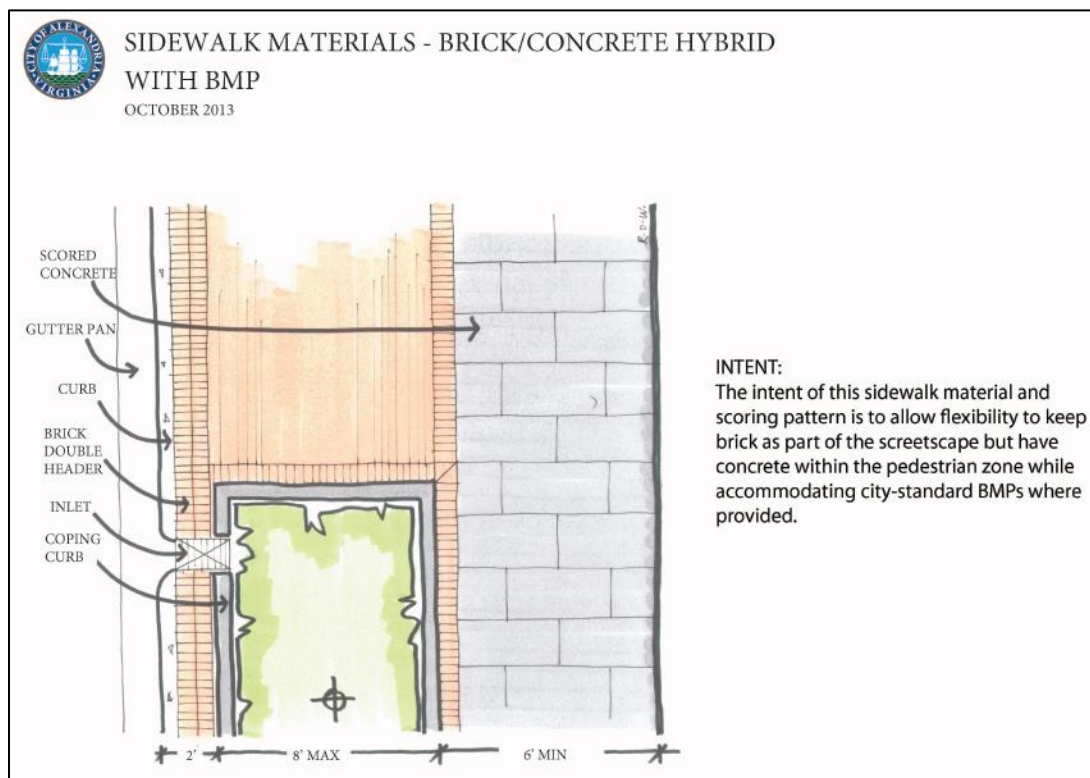 CITY OF ALEXANDRIA
VIRGINIA
SIDEWALK MATERIALS - BRICK/CONCRETE HYBRID
WITH BMP
OCTOBER 2013
R.O.W.
SCORED
CONCRETE
GUTTER PAN
CURB
BRICK
DOUBLE
HEADER
INLET
COPING
CURB
INTENT:
The intent of this sidewalk material and
scoring pattern is to allow flexibility to keep
brick as part of the screetscape but have
concrete within the pedestrian zone while
accommodating city-standard BMPs where
provided.
2'
8' MAX
6' MIN